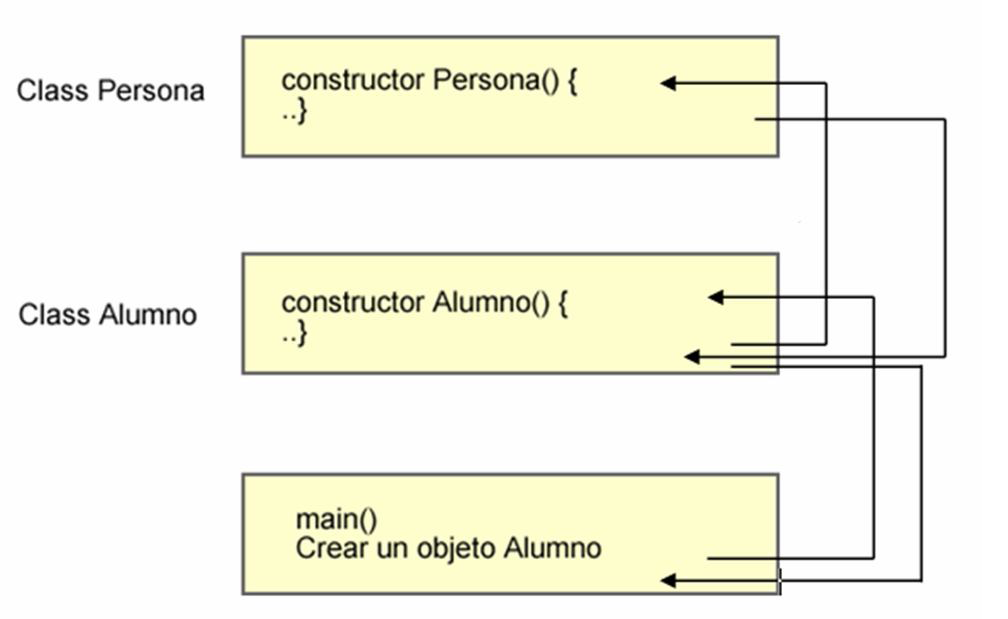 Class Persona
constructor Persona() {
..}
Class Alumno
constructor Alumno() {
..}
main()
Crear un objeto Alumno